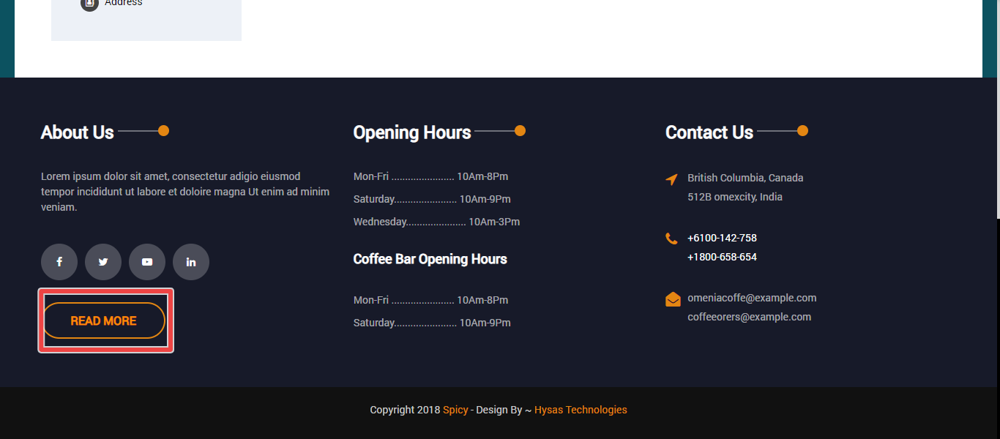 Address
About Us
Lorem ipsum dolor sit amet, consectetur adigio eiusmod
tempor incididunt ut labore et doloire magna Ut enim ad minim
veniam.
READ MORE
Opening Hours
Mon-Fri ....................... 10Am-8Pm
Saturday....................... 10Am-9Pm
Wednesday...................... 10Am-3Pm
Coffee Bar Opening Hours
Mon-Fri ....................... 10Am-8Pm
Saturday....................... 10Am-9Pm
Contact Us
British Columbia, Canada
512B omexcity, India
+6100-142-758
+1800-658-654
omeniacoffe@example.com
coffeeorers@example.com
Copyright 2018 Spicy - Design By ~ Hysas Technologies